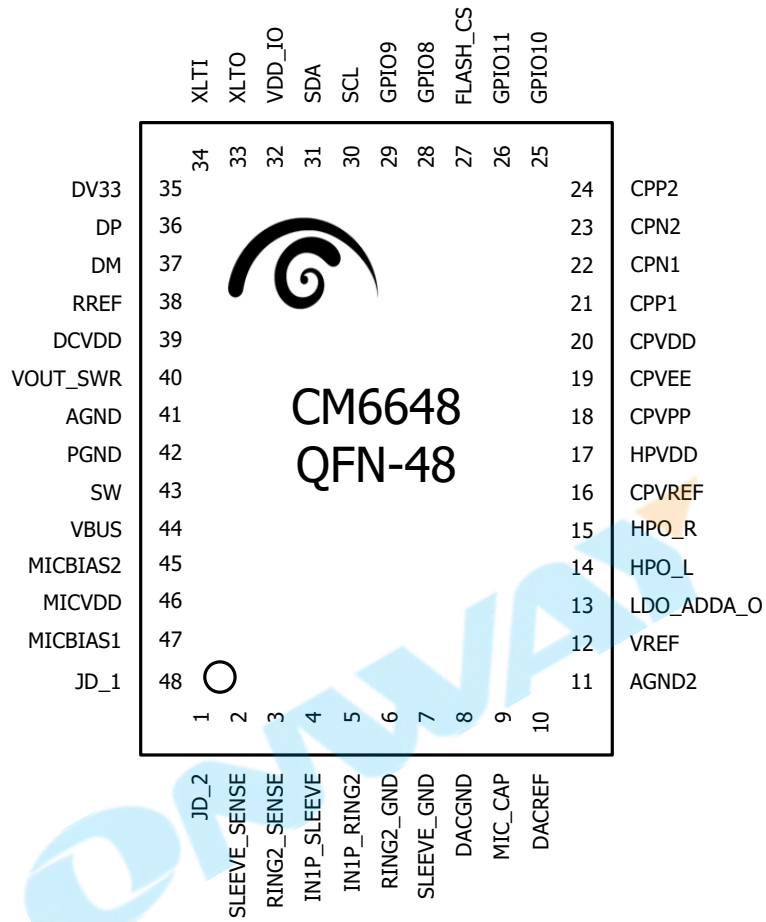 XLTI XLTO VDD_IO SDA SCL GPIO9 GPIO8 FLASH_CS GPIO11 GPIO10
34 33 32 31 30 29 28 27 26 25
DV33 35 24 CPP2
DP 36 23 CPN2
DM 37 22 CPN1
RREF 38 21 CPP1
DCVDD 39 20 CPVDD
VOUT_SWR 40 19 CPVEE
AGND 41 18 CPVPP
PGND 42 17 HPVDD
SW 43 16 CPVREF
VBUS 44 15 HPO_R
MICBIAS2 45 14 HPO_L
MICVDD 46 13 LDO_ADDA_O
MICBIAS1 47 12 VREF
JD_1 48 11 AGND2
CM6648
QFN-48
1 2 3 4 5 6 7 8 9 10
JD_2 SLEEVE_SENSE RING2_SENSE IN1P_SLEEVE IN1P_RING2 RING2_GND SLEEVE_GND DACGND MIC_CAP DACREF
ONWAY